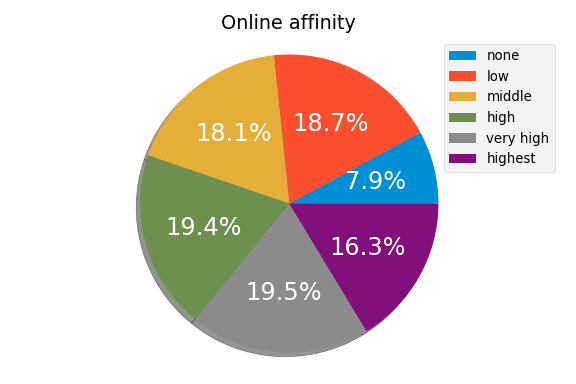 Online affinity
none
low
middle
high
very high
highest
18.7%
18.1%
7.9%
19.4%
16.3%
19.5%